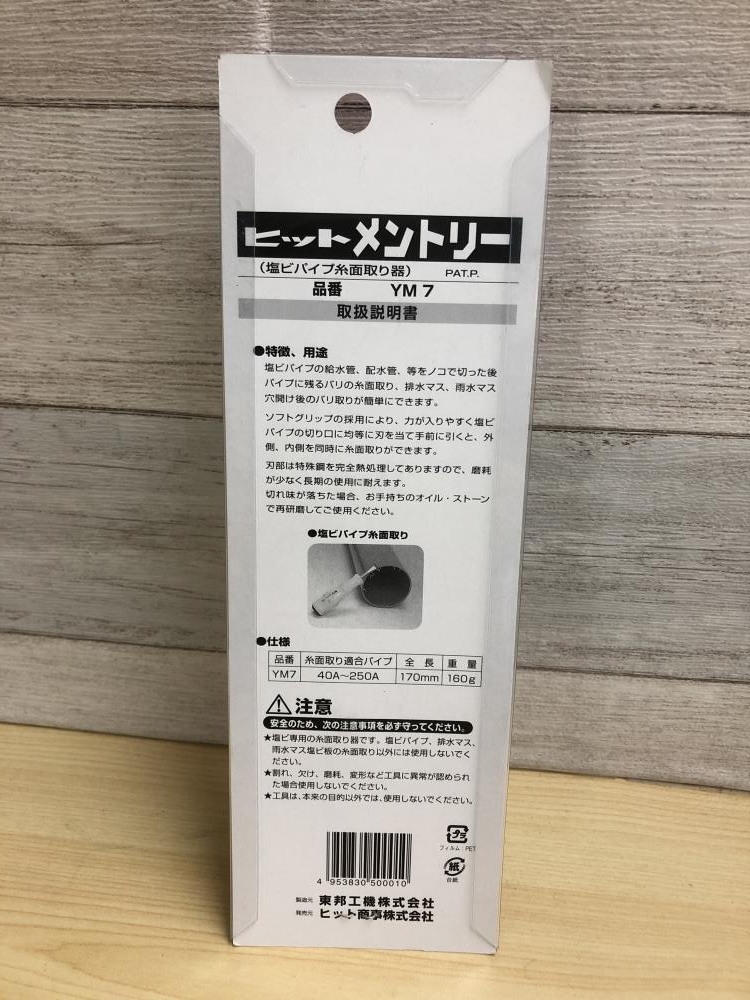 ヒットメントリー
（塩ビパイプ糸面取り器） PAT.P.
品番 YM 7
取扱説明書
●特徴、用途
塩ビパイプの給水管、配水管、等をノコで切った後
パイプに残るバリの糸面取り、排水マス、雨水マス
穴開け後のバリ取りが簡単にできます。
ソフトグリップの採用により、力が入りやすく塩ビ
パイプの切り口に均等に刃を当て手前に引くと、外
側、内側を同時に糸面取りができます。
刃部は特殊鋼を完全熱処理してありますので、磨耗
が少なく長期の使用に耐えます。
切れ味が落ちた場合、お手持ちのオイル・ストーン
で再研磨してご使用ください。
●塩ビパイプ糸面取り
●仕様
品番 糸面取り適合パイプ 全長 重量
YM7 40A〜250A 170mm 160g
注意
安全のため、次の注意事項を必ず守ってください。
★塩ビ専用の糸面取り器です。塩ビパイプ、排水マス、
雨水マス塩ビ板の糸面取り以外には使用しないでく
ださい。
★割れ、欠け、磨耗、変形など工具に異常が認められ
た場合使用しないでください。
★工具は、本来の目的以外では、使用しないでください。
プラ
フィルム：PET
紙
台紙
4 953830 500010
製造元 東邦工機株式会社
発売元 ヒット商事株式会社